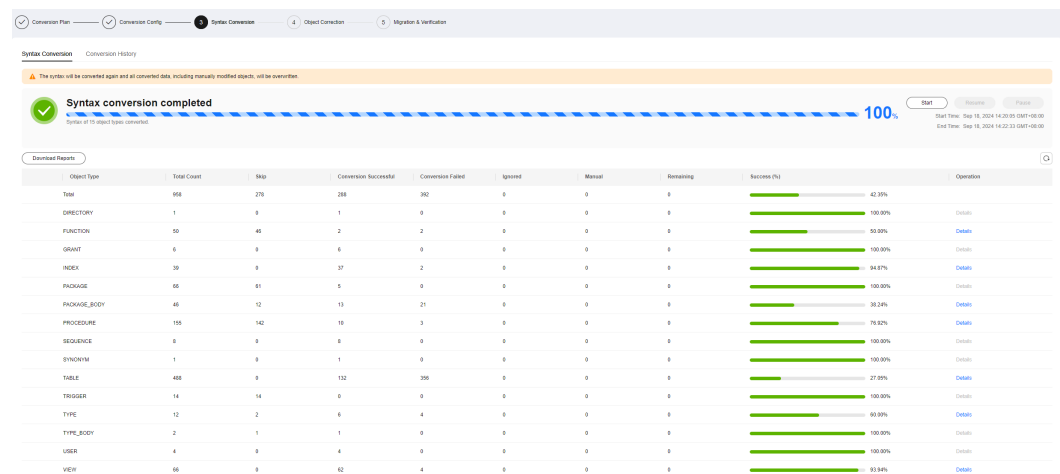 Conversion Plan Conversion Config 3 Syntax Conversion 4 Object Correction 5 Migration & Verification
Syntax Conversion Conversion History
The syntax will be converted again and all converted data, including manually modified objects, will be overwritten.
Syntax conversion completed
100%
Syntax of 15 object types converted.
Start Resume Pause
Start Time: Sep 18, 2024 14:20:05 GMT+08:00
End Time: Sep 18, 2024 14:22:33 GMT+08:00
Download Reports
Object Type Total Count Skip Conversion Successful Conversion Failed Ignored Manual Remaining Success (%) Operation
Total 958 278 288 392 0 0 0 42.35%
DIRECTORY 1 0 1 0 0 0 0 100.00% Details
FUNCTION 50 46 2 2 0 0 0 50.00% Details
GRANT 6 0 6 0 0 0 0 100.00% Details
INDEX 39 0 37 2 0 0 0 94.87% Details
PACKAGE 66 61 5 0 0 0 0 100.00% Details
PACKAGE_BODY 46 12 13 21 0 0 0 38.24% Details
PROCEDURE 155 142 10 3 0 0 0 76.92% Details
SEQUENCE 8 0 8 0 0 0 0 100.00% Details
SYNONYM 1 0 1 0 0 0 0 100.00% Details
TABLE 488 0 132 356 0 0 0 27.05% Details
TRIGGER 14 14 0 0 0 0 0 100.00% Details
TYPE 12 2 6 4 0 0 0 60.00% Details
TYPE_BODY 2 1 1 0 0 0 0 100.00% Details
USER 4 0 4 0 0 0 0 100.00% Details
VIEW 66 0 62 4 0 0 0 93.94% Details